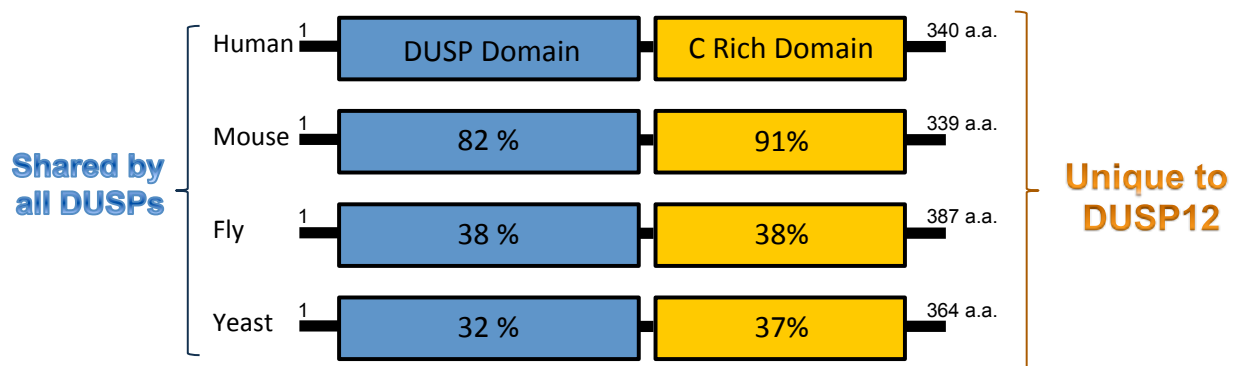 1
340 a.a.
Human
DUSP Domain
C Rich Domain
1
339 a.a.
Mouse
82 %
91%
Shared by
all DUSPs
Unique to
DUSP12
1
387 a.a.
Fly
38 %
38%
1
364 a.a.
Yeast
32 %
37%